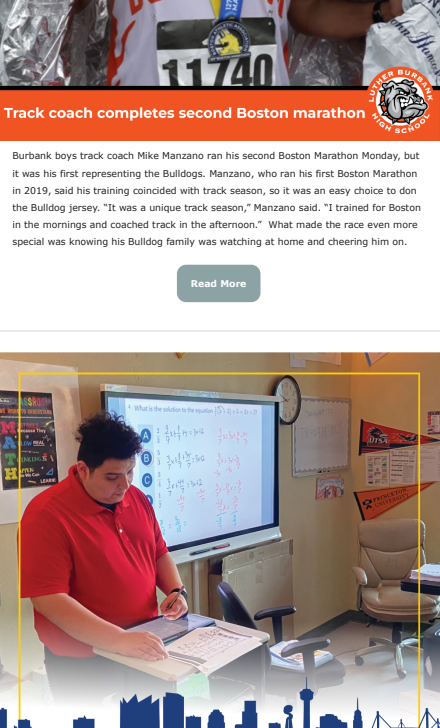 11740
Track coach completes second Boston marathon
LUTHER BURBANK
HIGH SCHOOL
Burbank boys track coach Mike Manzano ran his second Boston Marathon Monday, but
it was his first representing the Bulldogs. Manzano, who ran his first Boston Marathon
in 2019, said his training coincided with track season, so it was an easy choice to don
the Bulldog jersey. “It was a unique track season,” Manzano said. “I trained for Boston
in the mornings and coached track in the afternoon.”  What made the race even more
special was knowing his Bulldog family was watching at home and cheering him on.
Read More
What is the solution to the equation
A
B
C
UTSA
PRINCETON
UNIVERSITY